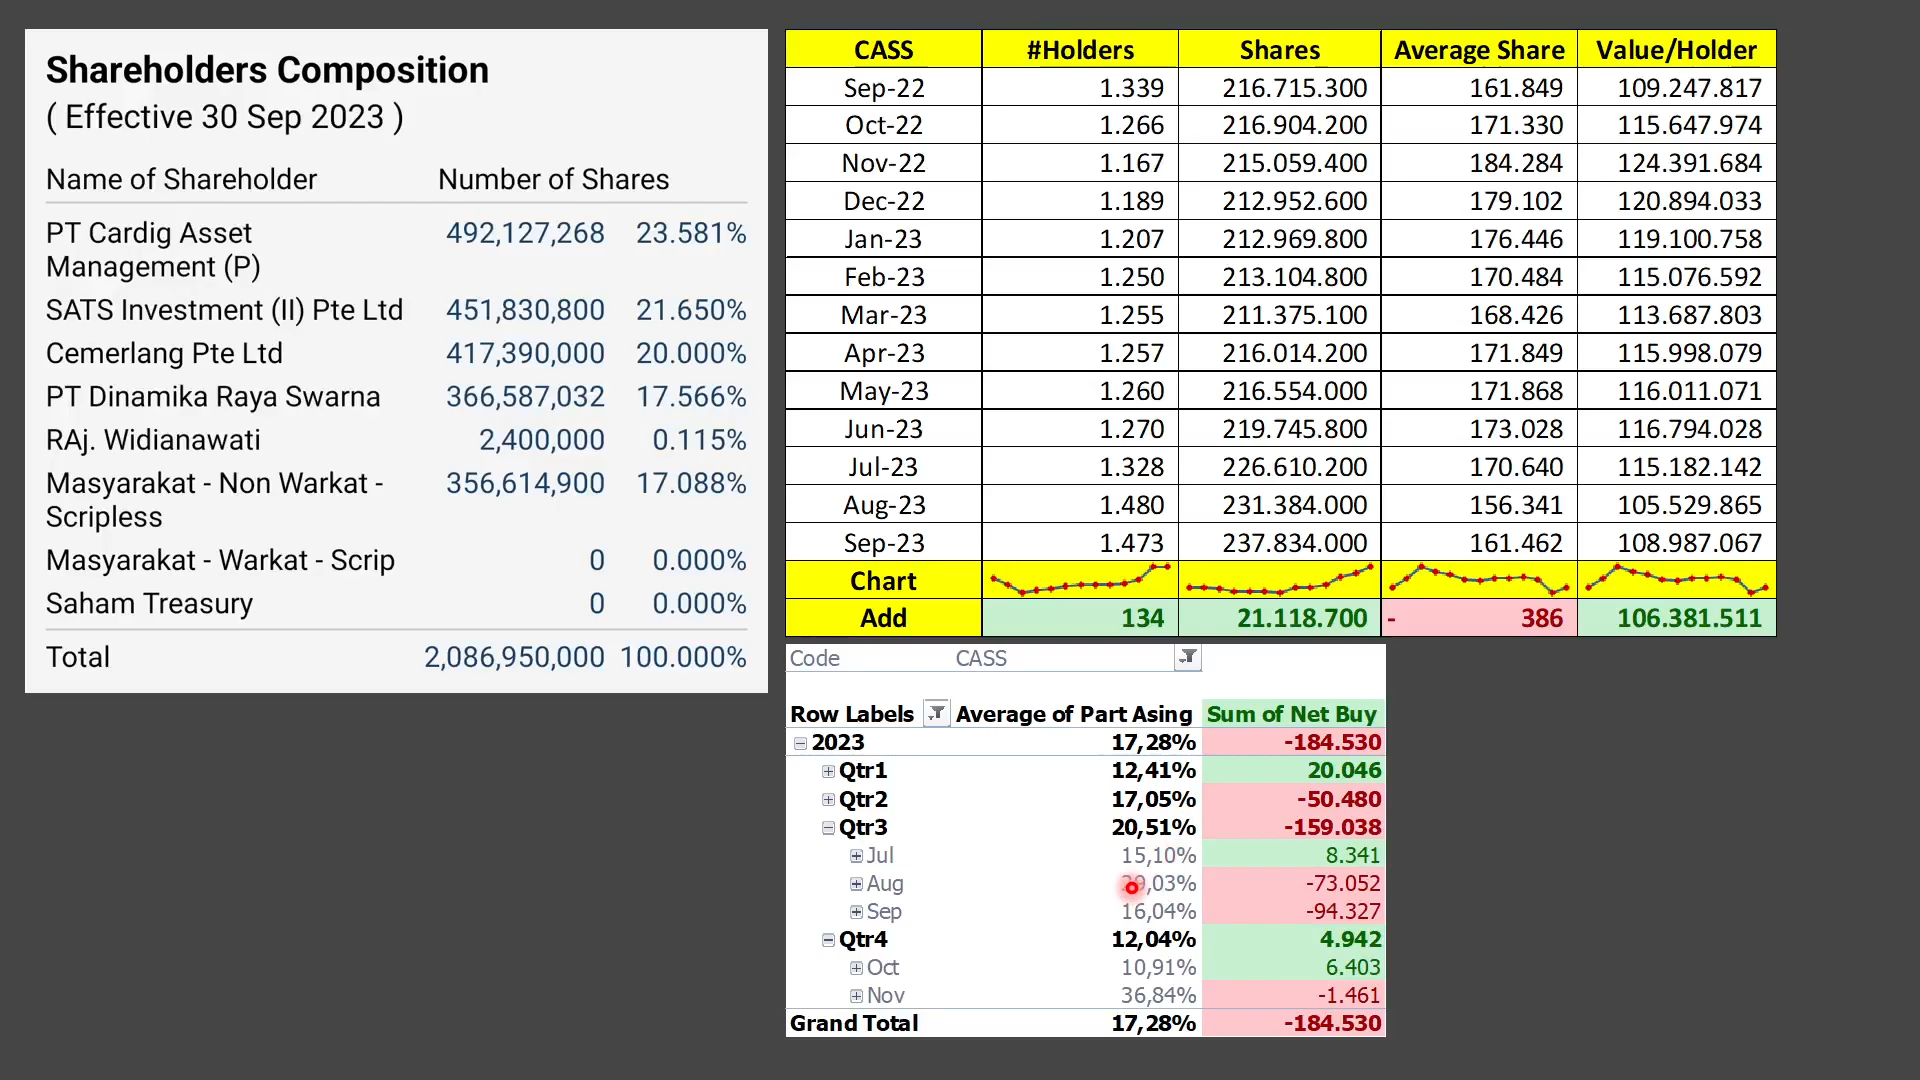 Shareholders Composition
( Effective 30 Sep 2023 )
Name of Shareholder Number of Shares
PT Cardig Asset Management (P) 492,127,268 23.581%
SATS Investment (II) Pte Ltd 451,830,800 21.650%
Cemerlang Pte Ltd 417,390,000 20.000%
PT Dinamika Raya Swarna 366,587,032 17.566%
RAj. Widianawati 2,400,000 0.115%
Masyarakat - Non Warkat - Scripless 356,614,900 17.088%
Masyarakat - Warkat - Scrip 0 0.000%
Saham Treasury 0 0.000%
Total 2,086,950,000 100.000%
CASS #Holders Shares Average Share Value/Holder
Sep-22 1.339 216.715.300 161.849 109.247.817
Oct-22 1.266 216.904.200 171.330 115.647.974
Nov-22 1.167 215.059.400 184.284 124.391.684
Dec-22 1.189 212.952.600 179.102 120.894.033
Jan-23 1.207 212.969.800 176.446 119.100.758
Feb-23 1.250 213.104.800 170.484 115.076.592
Mar-23 1.255 211.375.100 168.426 113.687.803
Apr-23 1.257 216.014.200 171.849 115.998.079
May-23 1.260 216.554.000 171.868 116.011.071
Jun-23 1.270 219.745.800 173.028 116.794.028
Jul-23 1.328 226.610.200 170.640 115.182.142
Aug-23 1.480 231.384.000 156.341 105.529.865
Sep-23 1.473 237.834.000 161.462 108.987.067
Chart
Add 134 21.118.700 - 386 106.381.511
Code CASS
Row Labels Average of Part Asing Sum of Net Buy
2023 17,28% -184.530
Qtr1 12,41% 20.046
Qtr2 17,05% -50.480
Qtr3 20,51% -159.038
Jul 15,10% 8.341
Aug -73.052
Sep 16,04% -94.327
Qtr4 12,04% 4.942
Oct 10,91% 6.403
Nov 36,84% -1.461
Grand Total 17,28% -184.530